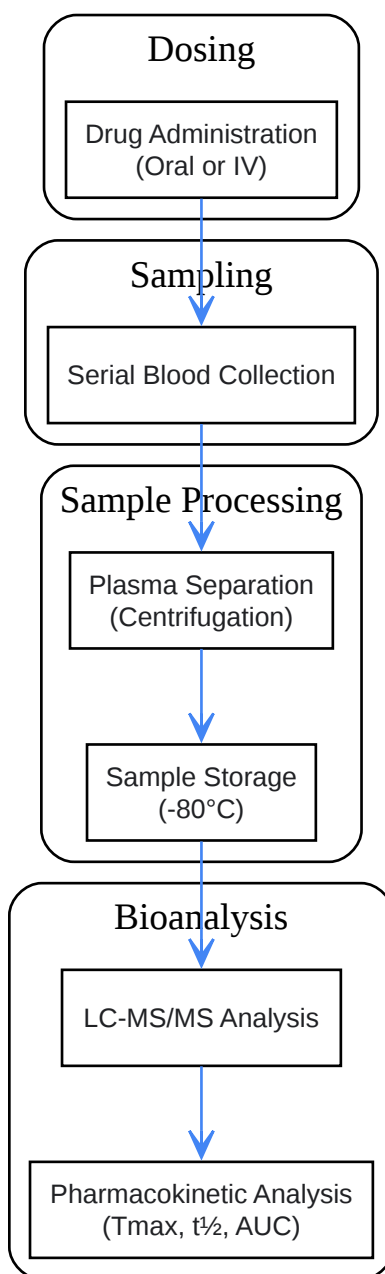 Dosing
Drug Administration
(Oral or IV)
Sampling
Serial Blood Collection
Sample Processing
Plasma Separation
(Centrifugation)
Sample Storage
(-80°C)
Bioanalysis
LC-MS/MS Analysis
Pharmacokinetic Analysis
(Tmax, t½, AUC)